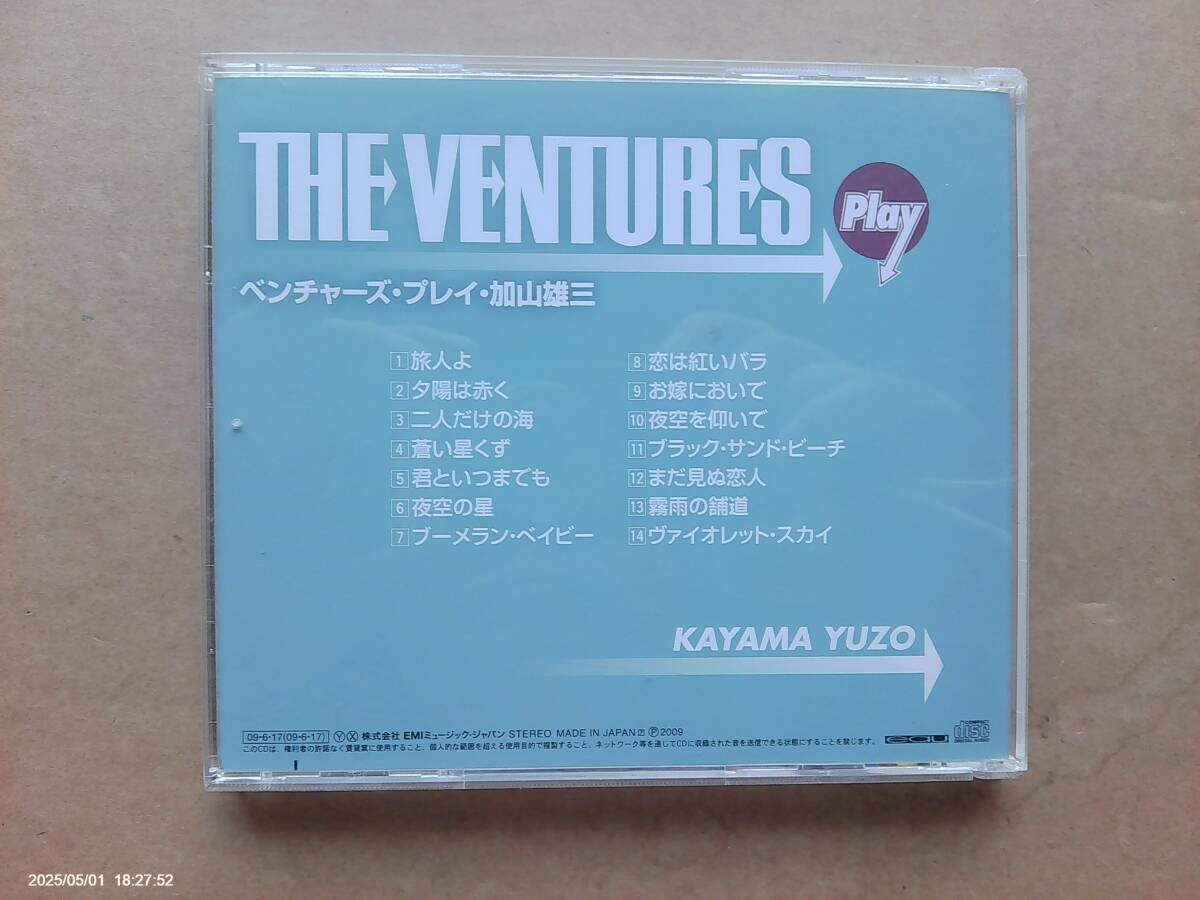 THE VENTURES
Play
ベンチャーズ・プレイ・加山雄三
1 旅人よ
2 夕陽は赤く
3 二人だけの海
4 蒼い星くず
5 君といつまでも
6 夜空の星
7 ブーメラン・ベイビー
8 恋は紅いバラ
9 お嫁においで
10 夜空を仰いで
11 ブラック・サンド・ビーチ
12 まだ見ぬ恋人
13 霧雨の舗道
14 ヴァイオレット・スカイ
KAYAMA YUZO
09・6・17(09・6・17) Ⓨ Ⓧ 株式会社 EMIミュージック・ジャパン STEREO MADE IN JAPAN ℗2009
このCDは、権利者の許諾なく賃貸業に使用すること、個人的な範囲を超える使用目的で複製すること、ネットワーク等を通じてCDに収録された音を送信できる状態にすることを禁じます。
COMPACT
disc
DIGITAL AUDIO
2025/05/01 18:27:52